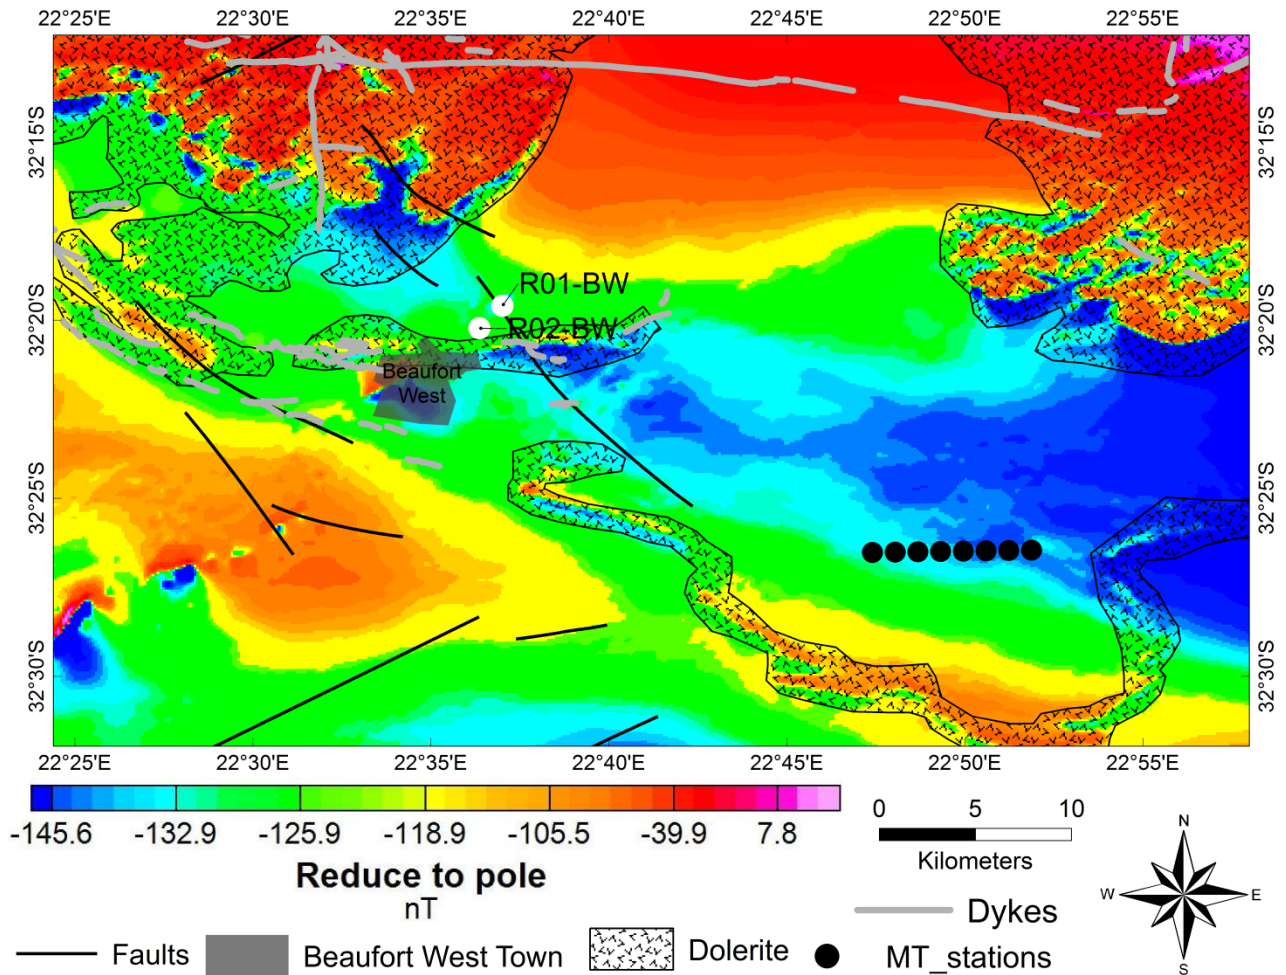 22°25'E 22°30'E 22°35'E 22°40'E 22°45'E 22°50'E 22°55'E
32°15'S 32°15'S
R01-BW
32°20'S 32°20'S
R02-BW
Beaufort
West
32°25'S 32°25'S
32°30'S 32°30'S
22°25'E 22°30'E 22°35'E 22°40'E 22°45'E 22°50'E 22°55'E
-145.6 -132.9 -125.9 -118.9 -105.5 -39.9 7.8
0 5 10
Kilometers
Reduce to pole
nT
N
W E
S
Dykes
Faults Beaufort West Town Dolerite MT_stations